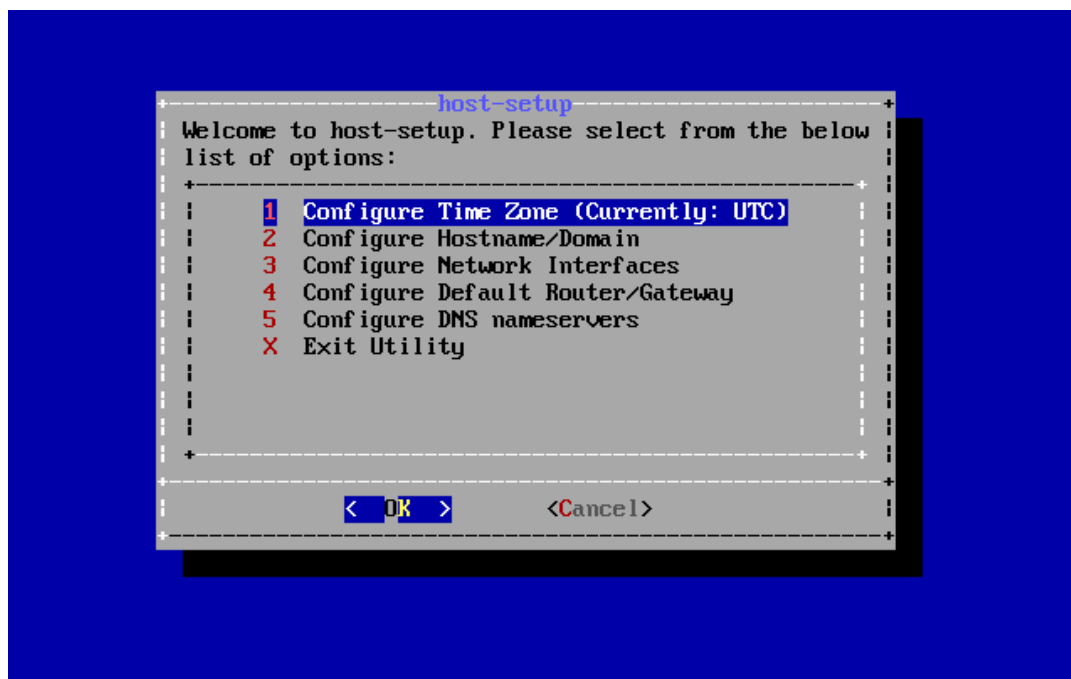 host-setup
Welcome to host-setup. Please select from the below
list of options:
1 Configure Time Zone (Currently: UTC)
2 Configure Hostname/Domain
3 Configure Network Interfaces
4 Configure Default Router/Gateway
5 Configure DNS nameservers
X Exit Utility
< OK > <Cancel>